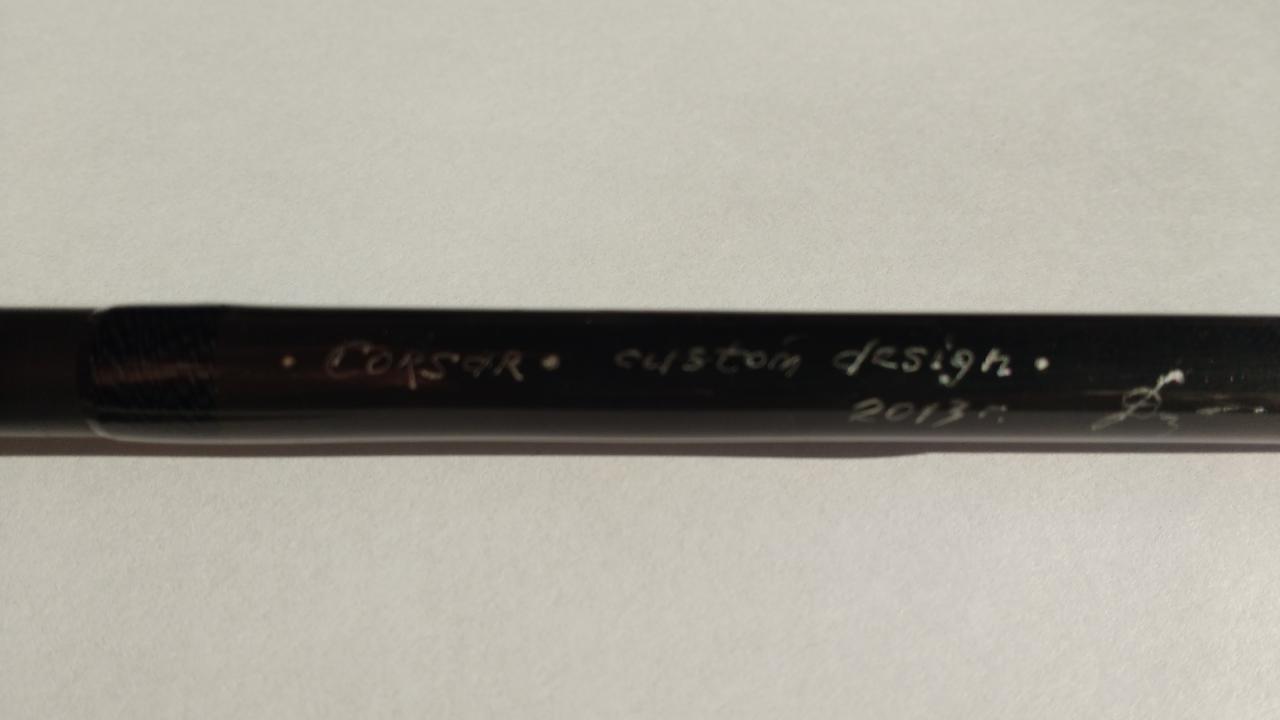 • Corsar • custom design •
2013г.